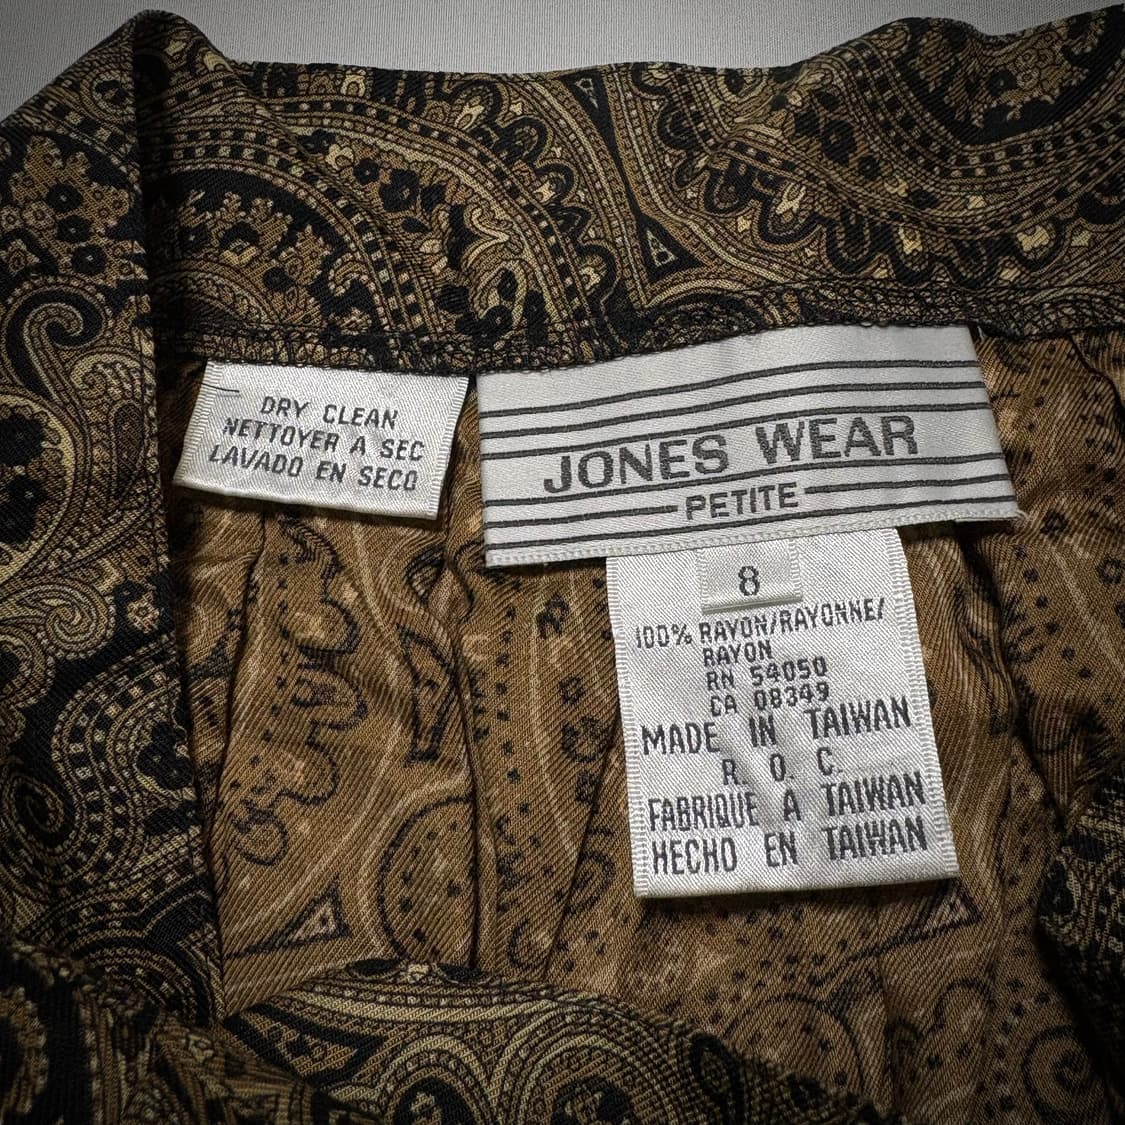 DRY CLEAN
NETTOYER A SEC
LAVADO EN SECO
JONES WEAR
PETITE
8
100% RAYON/RAYONNE/
RAYON
RN 54050
CA 08349
MADE IN TAIWAN
R. O. C.
FABRIQUE A TAIWAN
HECHO EN TAIWAN